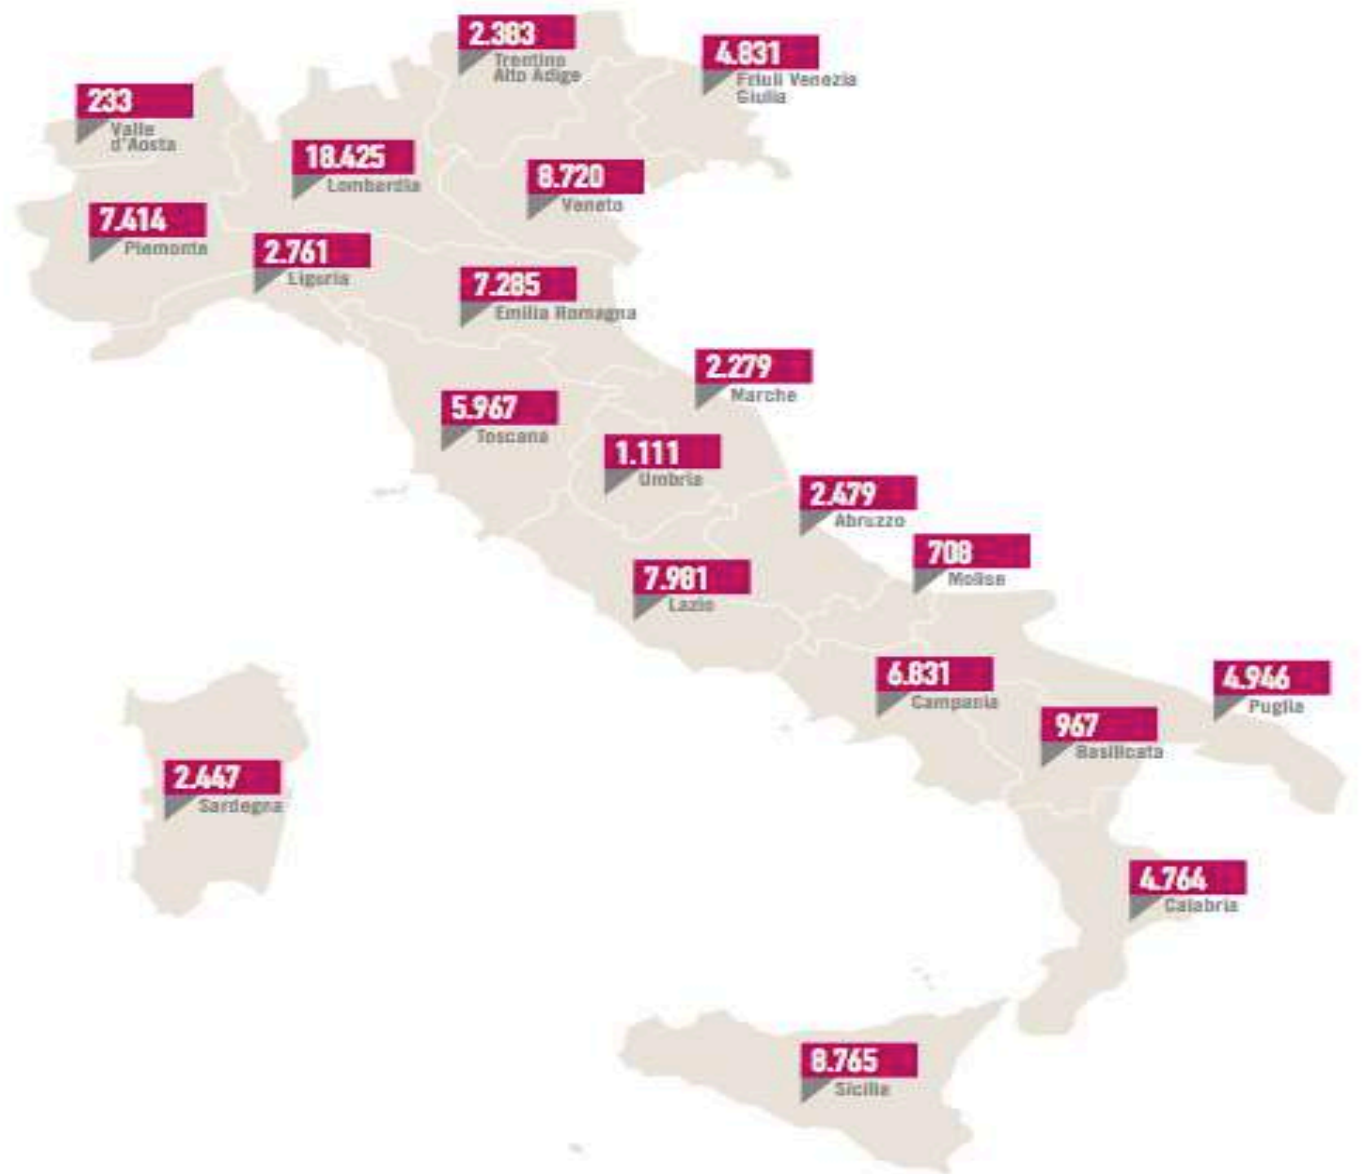 2.383
Trentino
Alto Adige
4.831
Friuli Venezia
Giulia
233
Valle
d'Aosta
18.425
Lombardia
8.720
Veneto
7.414
Piemonte
2.761
Liguria
7.285
Emilia Romagna
2.279
Marche
5.967
Toscana
1.111
Umbria
2.479
Abruzzo
708
Molise
7.981
Lazio
6.831
Campania
4.946
Puglia
967
Basilicata
2.447
Sardegna
4.764
Calabria
8.765
Sicilia